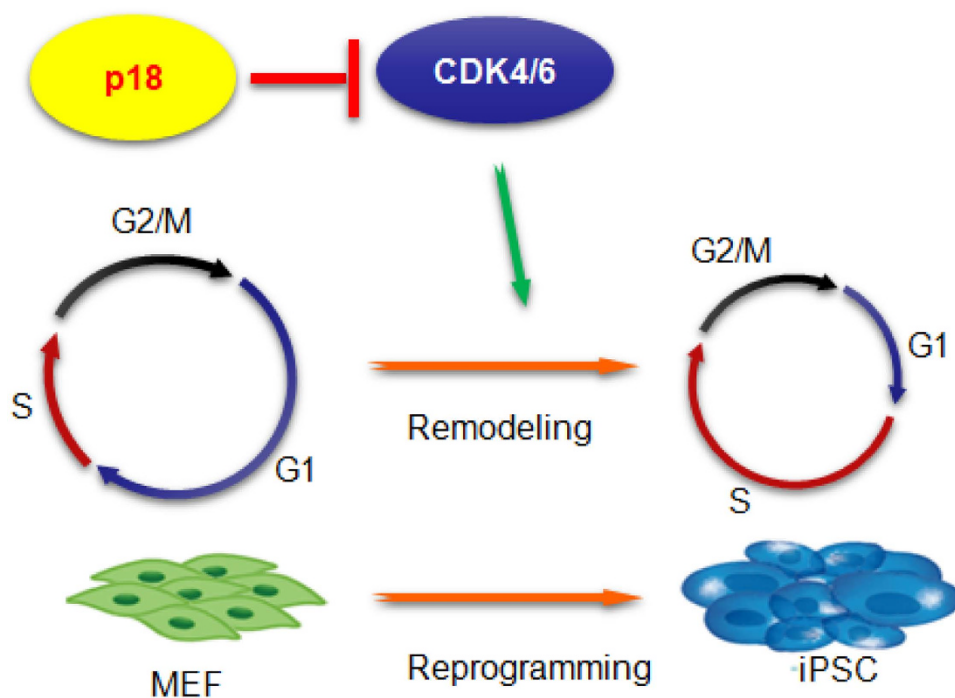 p18
CDK4/6
G2/M
G2/M
G1
S
G1
Remodeling
S
MEF
Reprogramming
iPSC